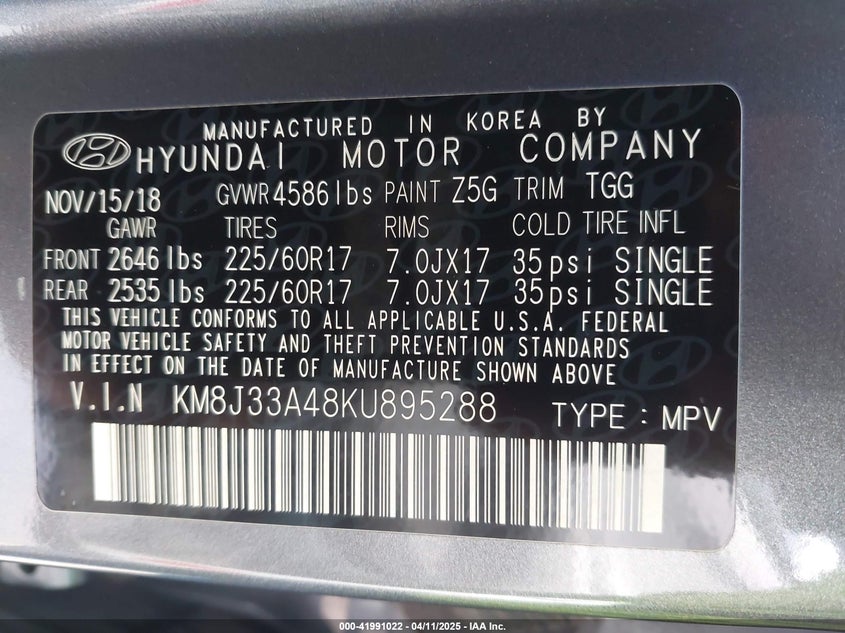 MANUFACTURED IN KOREA BY
HYUNDAI MOTOR COMPANY
NOV/15/18 GVWR 4586 lbs PAINT Z5G TRIM TGG
GAWR TIRES RIMS COLD TIRE INFL
FRONT 2646 lbs 225/60R17 7.0JX17 35psi SINGLE
REAR 2535 lbs 225/60R17 7.0JX17 35psi SINGLE
THIS VEHICLE CONFORMS TO ALL APPLICABLE U.S.A. FEDERAL
MOTOR VEHICLE SAFETY AND THEFT PREVENTION STANDARDS
IN EFFECT ON THE DATE OF MANUFACTURE SHOWN ABOVE
V.I.N KM8J33A48KU895288 TYPE : MPV
000-41991022 - 04/11/2025 - IAA Inc.